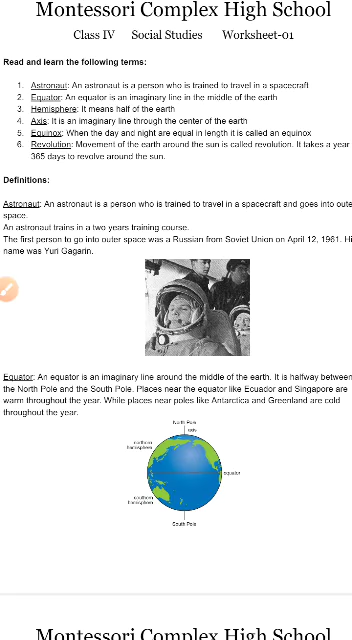 Montessori Complex High School
Class IV Social Studies Worksheet-01
Read and learn the following terms:
1. Astronaut: An astronaut is a person who is trained to travel in a spacecraft
2. Equator: An equator is an imaginary line in the middle of the earth
3. Hemisphere: It means half of the earth
4. Axis: It is an imaginary line through the center of the earth
5. Equinox: When the day and night are equal in length it is called an equinox
6. Revolution: Movement of the earth around the sun is called revolution. It takes a year
365 days to revolve around the sun.
Definitions:
Astronaut: An astronaut is a person who is trained to travel in a spacecraft and goes into oute
space.
An astronaut trains in a two years training course.
The first person to go into outer space was a Russian from Soviet Union on April 12, 1961. Hi
name was Yuri Gagarin.
Equator: An equator is an imaginary line around the middle of the earth. It is halfway between
the North Pole and the South Pole. Places near the equator like Ecuador and Singapore are
warm throughout the year. While places near poles like Antarctica and Greenland are cold
throughout the year.
North Pole
axis
northern
hemisphere
equator
southern
hemisphere
South Pole
Montessori Complex High School